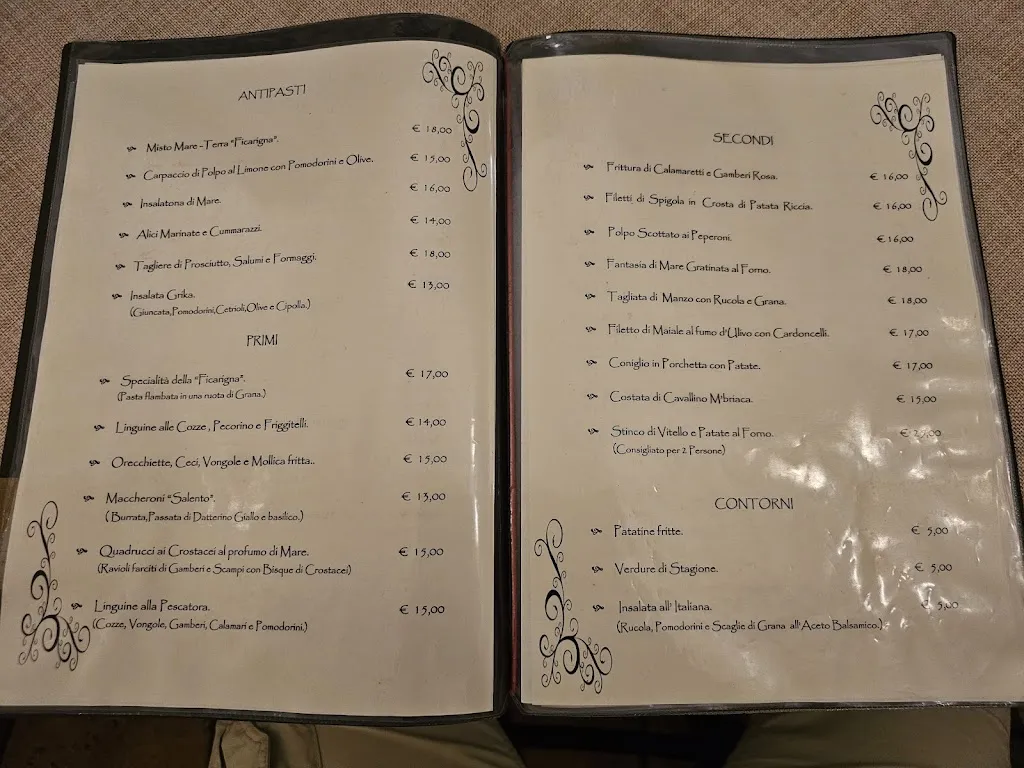 ANTIPASTI
Misto Mare - Terra "Ficarigna". € 18,00
Carpaccio di Polpo al Limone con Pomodorini e Olive. € 15,00
Insalatona di Mare. € 16,00
Alici Marinate e Cummarazzi. € 14,00
Tagliere di Prosciutto, Salumi e Formaggi. € 18,00
Insalata Grika. € 13,00
(Giuncata,Pomodorini,Cetrioli,Olive e Cipolla.)
PRIMI
Specialità della "Ficarigna". € 17,00
(Pasta flambata in una ruota di Grana.)
Linguine alle Cozze , Pecorino e Friggitelli. € 14,00
Orecchiette, Ceci, Vongole e Mollica fritta.. € 15,00
Maccheroni "Salento". € 13,00
( Burrata,Passata di Datterino Giallo e basilico.)
Quadrucci ai Crostacei al profumo di Mare. € 15,00
(Ravioli farciti di Gamberi e Scampi con Bisque di Crostacei)
Linguine alla Pescatora. € 15,00
(Cozze, Vongole, Gamberi, Calamari e Pomodorini.)
SECONDI
Frittura di Calamaretti e Gamberi Rosa. € 16,00
Filetti di Spigola in Crosta di Patata Riccia. € 16,00
Polpo Scottato ai Peperoni. € 16,00
Fantasia di Mare Gratinata al Forno. € 18,00
Tagliata di Manzo con Rucola e Grana. € 18,00
Filetto di Maiale al fumo d'Ulivo con Cardoncelli. € 17,00
Coniglio in Porchetta con Patate. € 17,00
Costata di Cavallino M'briaca. € 15,00
Stinco di Vitello e Patate al Forno. €
(Consigliato per 2 Persone)
CONTORNI
Patatine fritte. € 5,00
Verdure di Stagione. € 5,00
Insalata all' Italiana. € 5,00
(Rucola, Pomodorini e Scaglie di Grana all'Aceto Balsamico.)